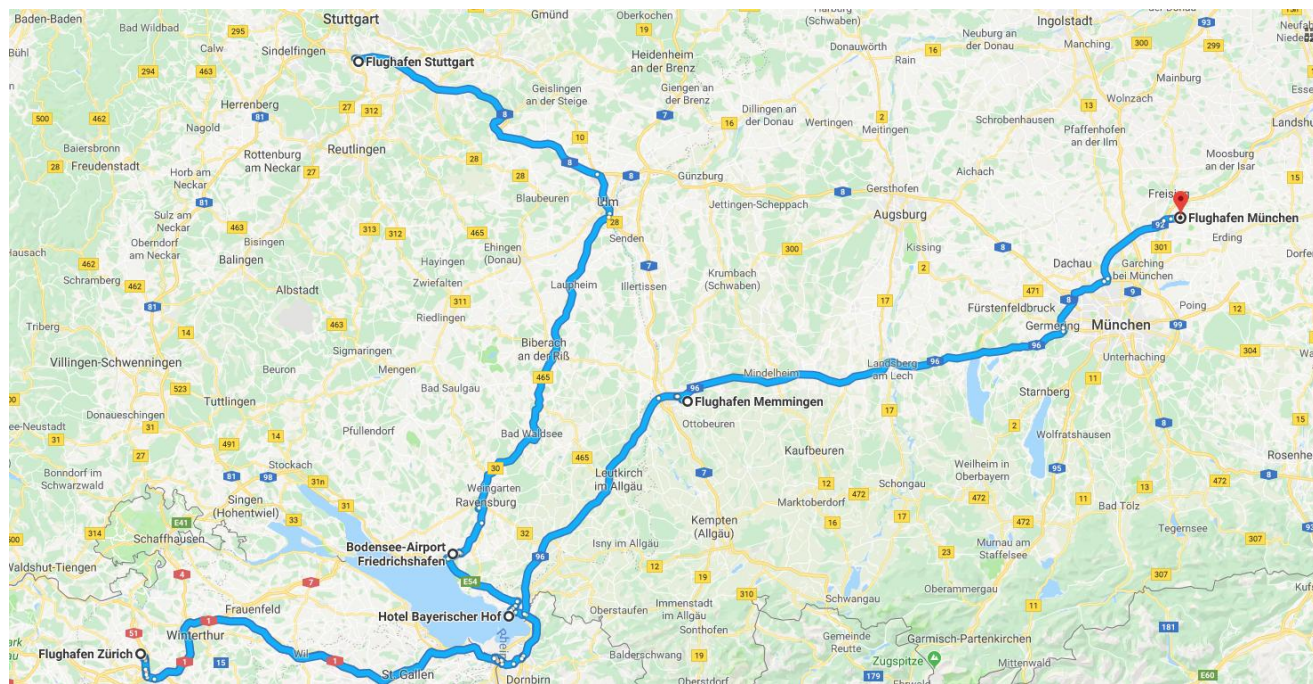 Stuttgart
Gmünd
Oberkochen
Harburg
(Schwaben)
Ingolstadt
Baden-Baden
Bad Wildbad
Calw
Sindelfingen
Heidenheim
an der Brenz
Donauwörth
Neuburg an
der Donau
Manching
Bühl
Flughafen Stuttgart
Rain
Geislingen
an der Steige
Giengen
an der Brenz
Mainburg
Herrenberg
Dillingen an
der Donau
Wertingen
Meitingen
Schrobenhausen
Wolnzach
Nagold
Pfaffenhofen
an der Ilm
Baiersbronn
Freudenstadt
Rottenburg
am Neckar
Reutlingen
Moosburg
an der Isar
Horb am
Neckar
Blaubeuren
Günzburg
Gersthofen
Aichach
Freising
Jettingen-Scheppach
Ulm
Augsburg
Sulz am
Neckar
Flughafen München
Oberndorf
am Neckar
Bisingen
Ehingen
(Donau)
Senden
Kissing
Erding
Hausach
Balingen
Hayingen
Dachau
Garching
bei München
Schramberg
Zwiefalten
Laupheim
Illertissen
Krumbach
(Schwaben)
Albstadt
Fürstenfeldbruck
Poing
Riedlingen
Triberg
Germering
München
Biberach
an der Riß
Villingen-Schwenningen
Sigmaringen
Unterhaching
Beuron
Mengen
Mindelheim
Landsberg
am Lech
Bad Saulgau
Starnberg
Tuttlingen
Flughafen Memmingen
Donaueschingen
Ottobeuren
Pfullendorf
Bad Waldsee
Wolfratshausen
Kaufbeuren
Stockach
Leutkirch
im Allgäu
Weilheim in
Oberbayern
Bonndorf im
Schwarzwald
Weingarten
Schongau
Singen
(Hohentwiel)
Ravensburg
Marktoberdorf
Bad Tölz
Kempten
(Allgäu)
Tegernsee
Schaffhausen
Isny im Allgäu
Murnau am
Staffelsee
Bodensee-Airport
Friedrichshafen
Waldshut-Tiengen
Schwangau
Oberammergau
Frauenfeld
Hotel Bayerischer Hof
Oberstaufen
Immenstadt
im Allgäu
Winterthur
Sonthofen
Gemeinde
Reutte
Garmisch-Partenkirchen
Flughafen Zürich
Balderschwang
Zugspitze
Mittenwald
St. Gallen
Dornbirn
Oberstdorf